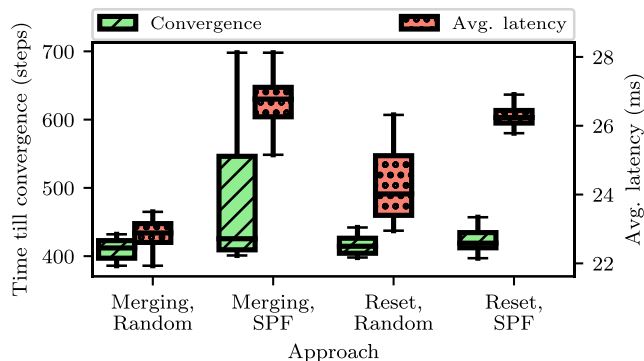 Convergence
Avg. latency
Time till convergence (steps)
700
600
500
400
28
26
24
22
Avg. latency (ms)
Merging,
Random
Merging,
SPF
Reset,
Random
Reset,
SPF
Approach